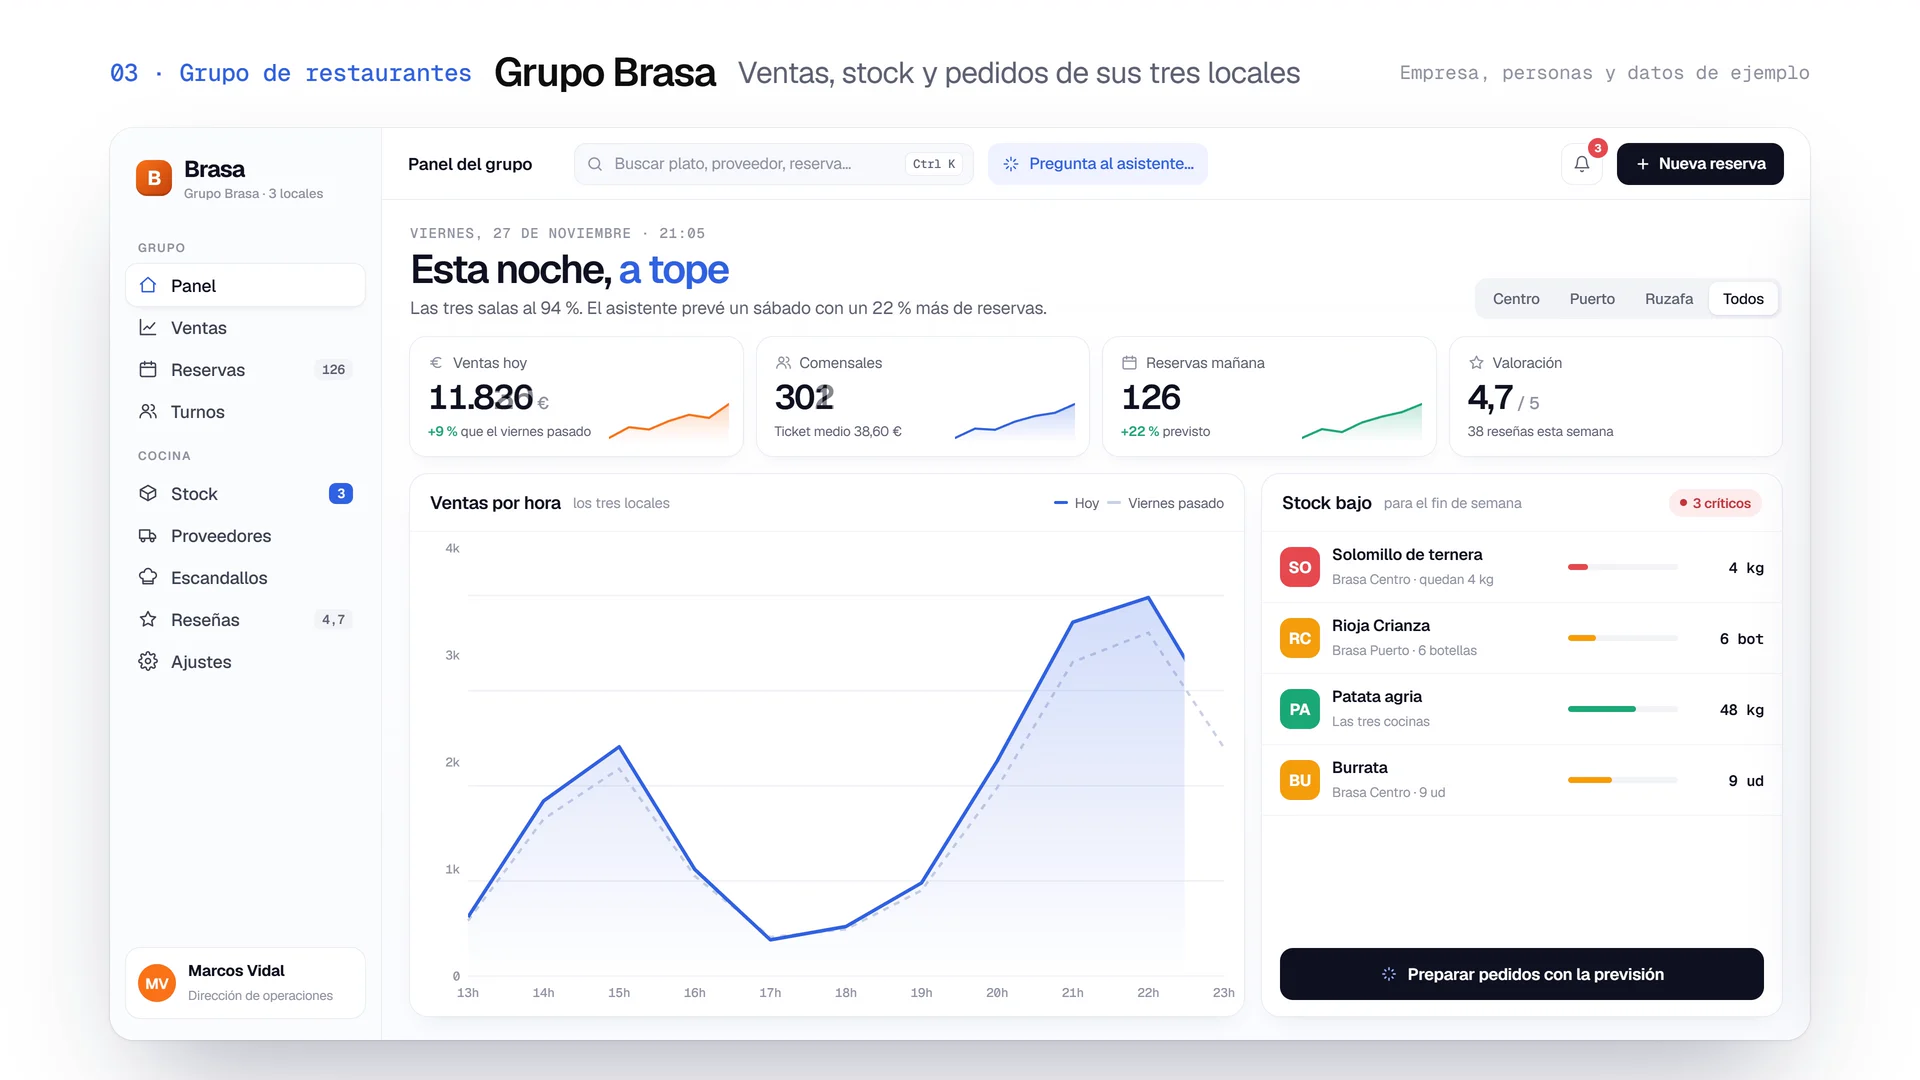 03 · Grupo de restaurantes Grupo Brasa Ventas, stock y pedidos de sus tres locales
Empresa, personas y datos de ejemplo
B
Brasa
Grupo Brasa · 3 locales
GRUPO
Panel
Ventas
Reservas 126
Turnos
COCINA
Stock 3
Proveedores
Escandallos
Reseñas 4,7
Ajustes
MV
Marcos Vidal
Dirección de operaciones
Panel del grupo
Buscar plato, proveedor, reserva... Ctrl K
Pregunta al asistente...
3
+ Nueva reserva
VIERNES, 27 DE NOVIEMBRE · 21:05
Esta noche, a tope
Las tres salas al 94 %. El asistente prevé un sábado con un 22 % más de reservas.
Centro Puerto Ruzafa Todos
€ Ventas hoy
€
+9 % que el viernes pasado
Comensales
Ticket medio 38,60 €
Reservas mañana
126
+22 % previsto
Valoración
4,7 / 5
38 reseñas esta semana
Ventas por hora los tres locales
Hoy Viernes pasado
4k
3k
2k
1k
0
13h 14h 15h 16h 17h 18h 19h 20h 21h 22h 23h
Stock bajo para el fin de semana
3 críticos
SO
Solomillo de ternera
Brasa Centro · quedan 4 kg
4 kg
RC
Rioja Crianza
Brasa Puerto · 6 botellas
6 bot
PA
Patata agria
Las tres cocinas
48 kg
BU
Burrata
Brasa Centro · 9 ud
9 ud
Preparar pedidos con la previsión